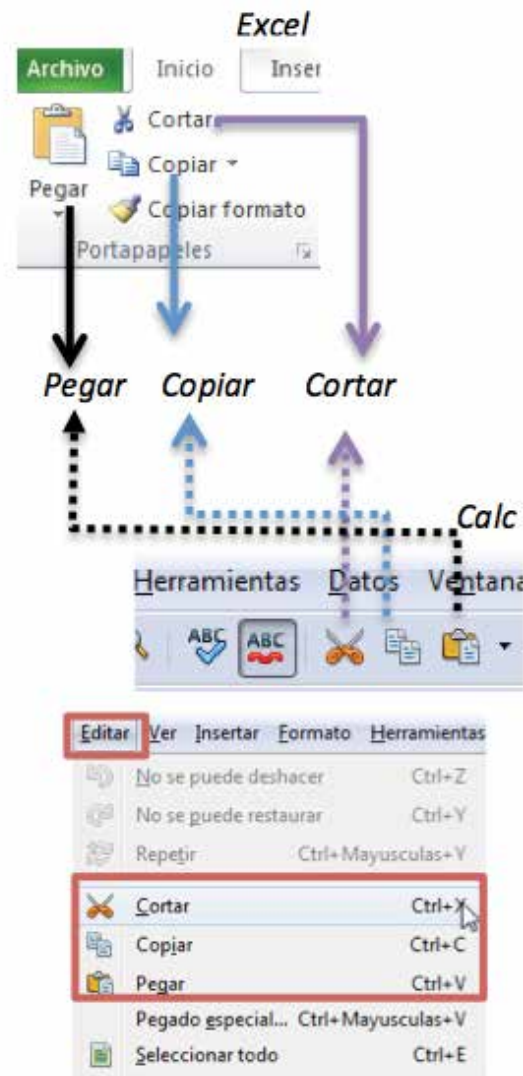 Excel
Archivo Inicio Inser
Cortar
Copiar
Pegar
Copiar formato
Portapapeles
Pegar Copiar Cortar
Calc
Herramientas Datos Ventana
ABC ABC
Editar Ver Insertar Formato Herramientas
No se puede deshacer Ctrl+Z
No se puede restaurar Ctrl+Y
Repetir Ctrl+Mayusculas+Y
Cortar Ctrl+X
Copiar Ctrl+C
Pegar Ctrl+V
Pegado especial... Ctrl+Mayusculas+V
Seleccionar todo Ctrl+E